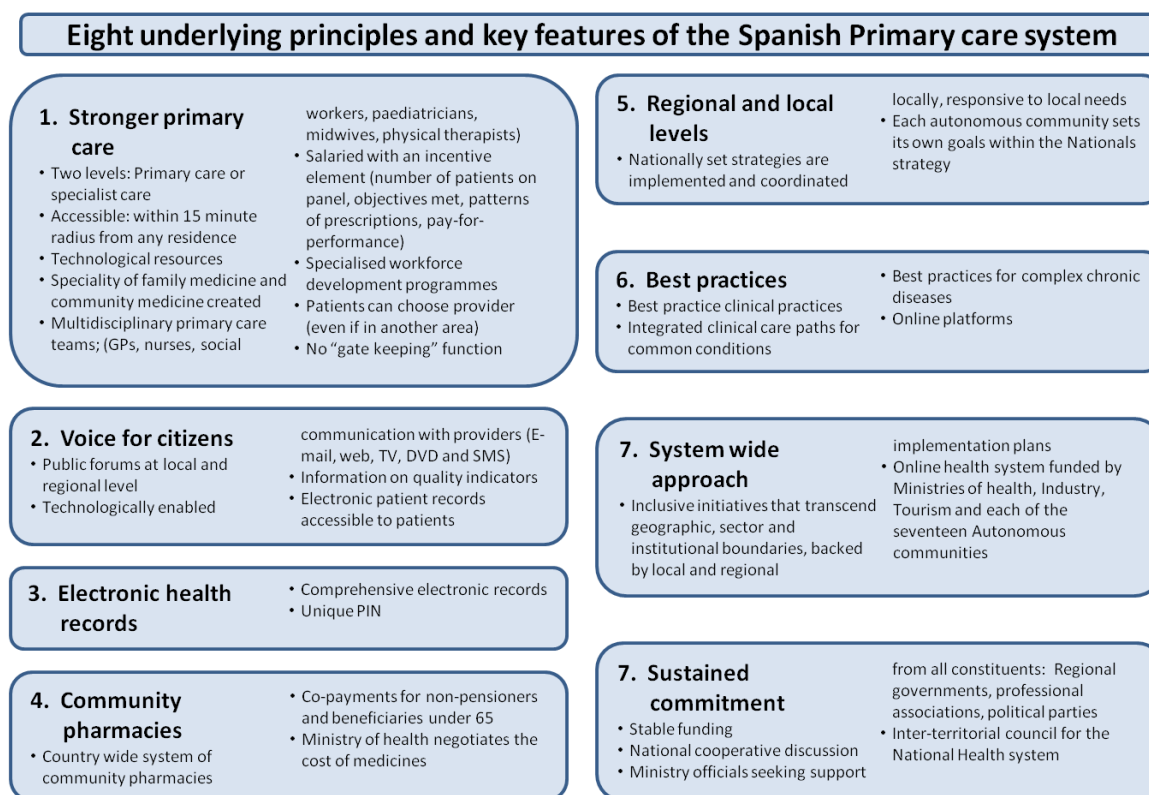 Eight underlying principles and key features of the Spanish Primary care system
1. Stronger primary
care
• Two levels: Primary care or
specialist care
• Accessible: within 15 minute
radius from any residence
• Technological resources
• Speciality of family medicine and
community medicine created
• Multidisciplinary primary care
teams; (GPs, nurses, social
workers, paediatricians,
midwives, physical therapists)
• Salaried with an incentive
element (number of patients on
panel, objectives met, patterns
of prescriptions, pay-for-
performance)
• Specialised workforce
development programmes
• Patients can choose provider
(even if in another area)
• No “gate keeping” function
2. Voice for citizens
• Public forums at local and
regional level
• Technologically enabled
communication with providers (E-
mail, web, TV, DVD and SMS)
• Information on quality indicators
• Electronic patient records
accessible to patients
3. Electronic health
records
• Comprehensive electronic records
• Unique PIN
4. Community
pharmacies
• Country wide system of
community pharmacies
• Co-payments for non-pensioners
and beneficiaries under 65
• Ministry of health negotiates the
cost of medicines
5. Regional and local
levels
• Nationally set strategies are
implemented and coordinated
locally, responsive to local needs
• Each autonomous community sets
its own goals within the Nationals
strategy
6. Best practices
• Best practice clinical practices
• Integrated clinical care paths for
common conditions
• Best practices for complex chronic
diseases
• Online platforms
7. System wide
approach
• Inclusive initiatives that transcend
geographic, sector and
institutional boundaries, backed
by local and regional
implementation plans
• Online health system funded by
Ministries of health, Industry,
Tourism and each of the
seventeen Autonomous
communities
7. Sustained
commitment
• Stable funding
• National cooperative discussion
• Ministry officials seeking support
from all constituents: Regional
governments, professional
associations, political parties
• Inter-territorial council for the
National Health system